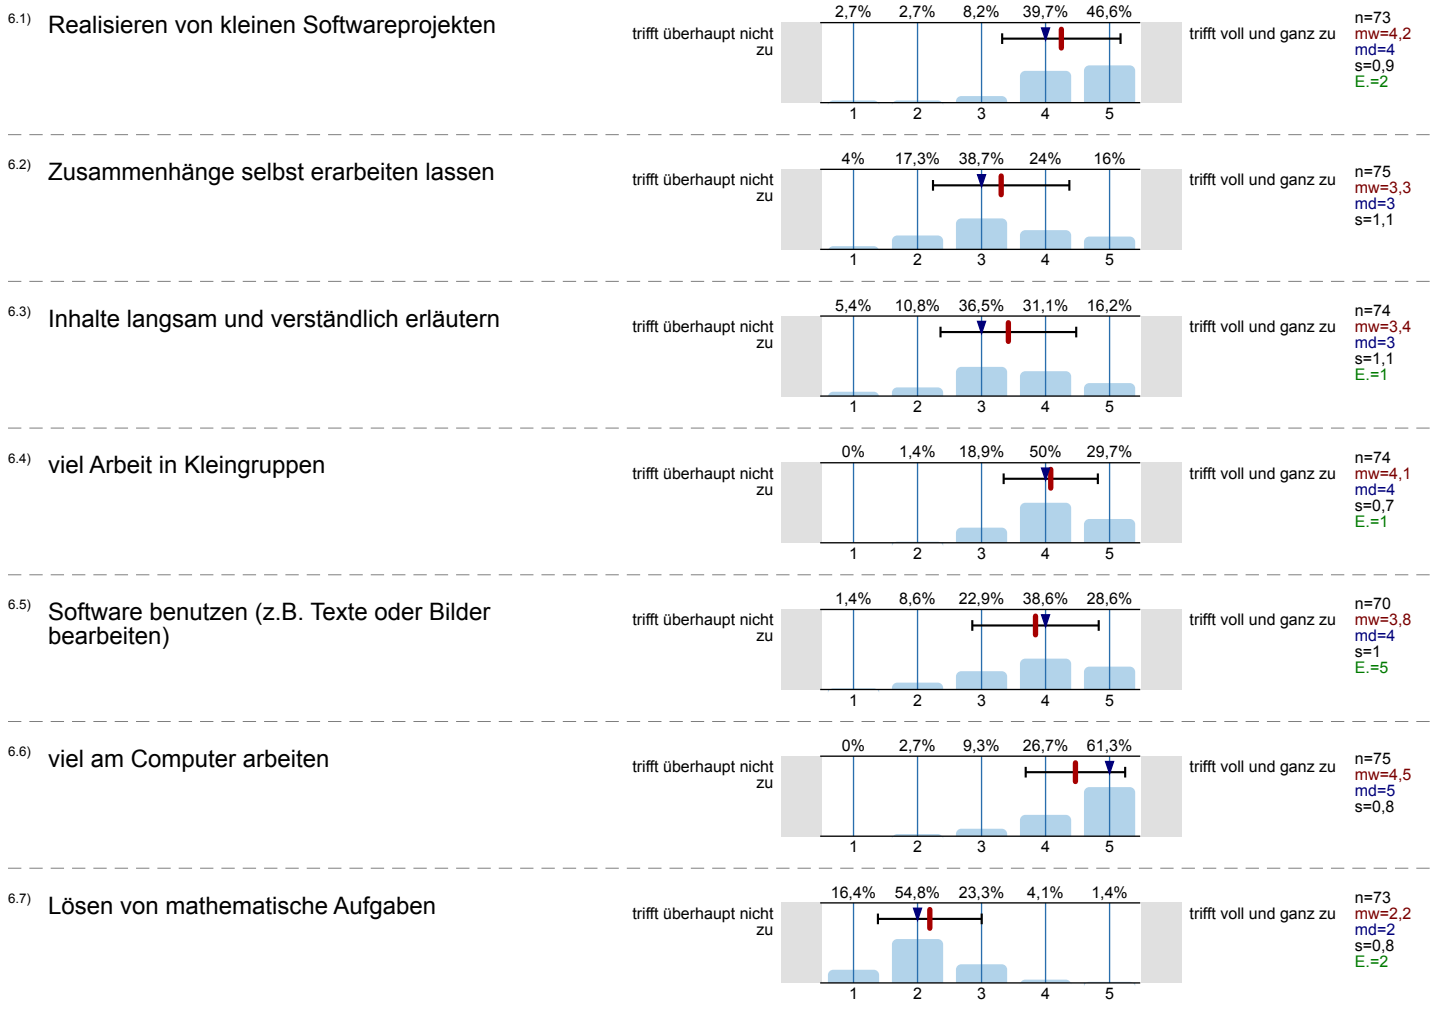 6.1) Realisieren von kleinen Softwareprojekten
trifft überhaupt nicht
zu
2,7% 2,7% 8,2% 39,7% 46,6%
1 2 3 4 5
trifft voll und ganz zu
n=73
mw=4,2
md=4
s=0,9
E.=2
6.2) Zusammenhänge selbst erarbeiten lassen
trifft überhaupt nicht
zu
4% 17,3% 38,7% 24% 16%
1 2 3 4 5
trifft voll und ganz zu
n=75
mw=3,3
md=3
s=1,1
6.3) Inhalte langsam und verständlich erläutern
trifft überhaupt nicht
zu
5,4% 10,8% 36,5% 31,1% 16,2%
1 2 3 4 5
trifft voll und ganz zu
n=74
mw=3,4
md=3
s=1,1
E.=1
6.4) viel Arbeit in Kleingruppen
trifft überhaupt nicht
zu
0% 1,4% 18,9% 50% 29,7%
1 2 3 4 5
trifft voll und ganz zu
n=74
mw=4,1
md=4
s=0,7
E.=1
6.5) Software benutzen (z.B. Texte oder Bilder
bearbeiten)
trifft überhaupt nicht
zu
1,4% 8,6% 22,9% 38,6% 28,6%
1 2 3 4 5
trifft voll und ganz zu
n=70
mw=3,8
md=4
s=1
E.=5
6.6) viel am Computer arbeiten
trifft überhaupt nicht
zu
0% 2,7% 9,3% 26,7% 61,3%
1 2 3 4 5
trifft voll und ganz zu
n=75
mw=4,5
md=5
s=0,8
6.7) Lösen von mathematische Aufgaben
trifft überhaupt nicht
zu
16,4% 54,8% 23,3% 4,1% 1,4%
1 2 3 4 5
trifft voll und ganz zu
n=73
mw=2,2
md=2
s=0,8
E.=2